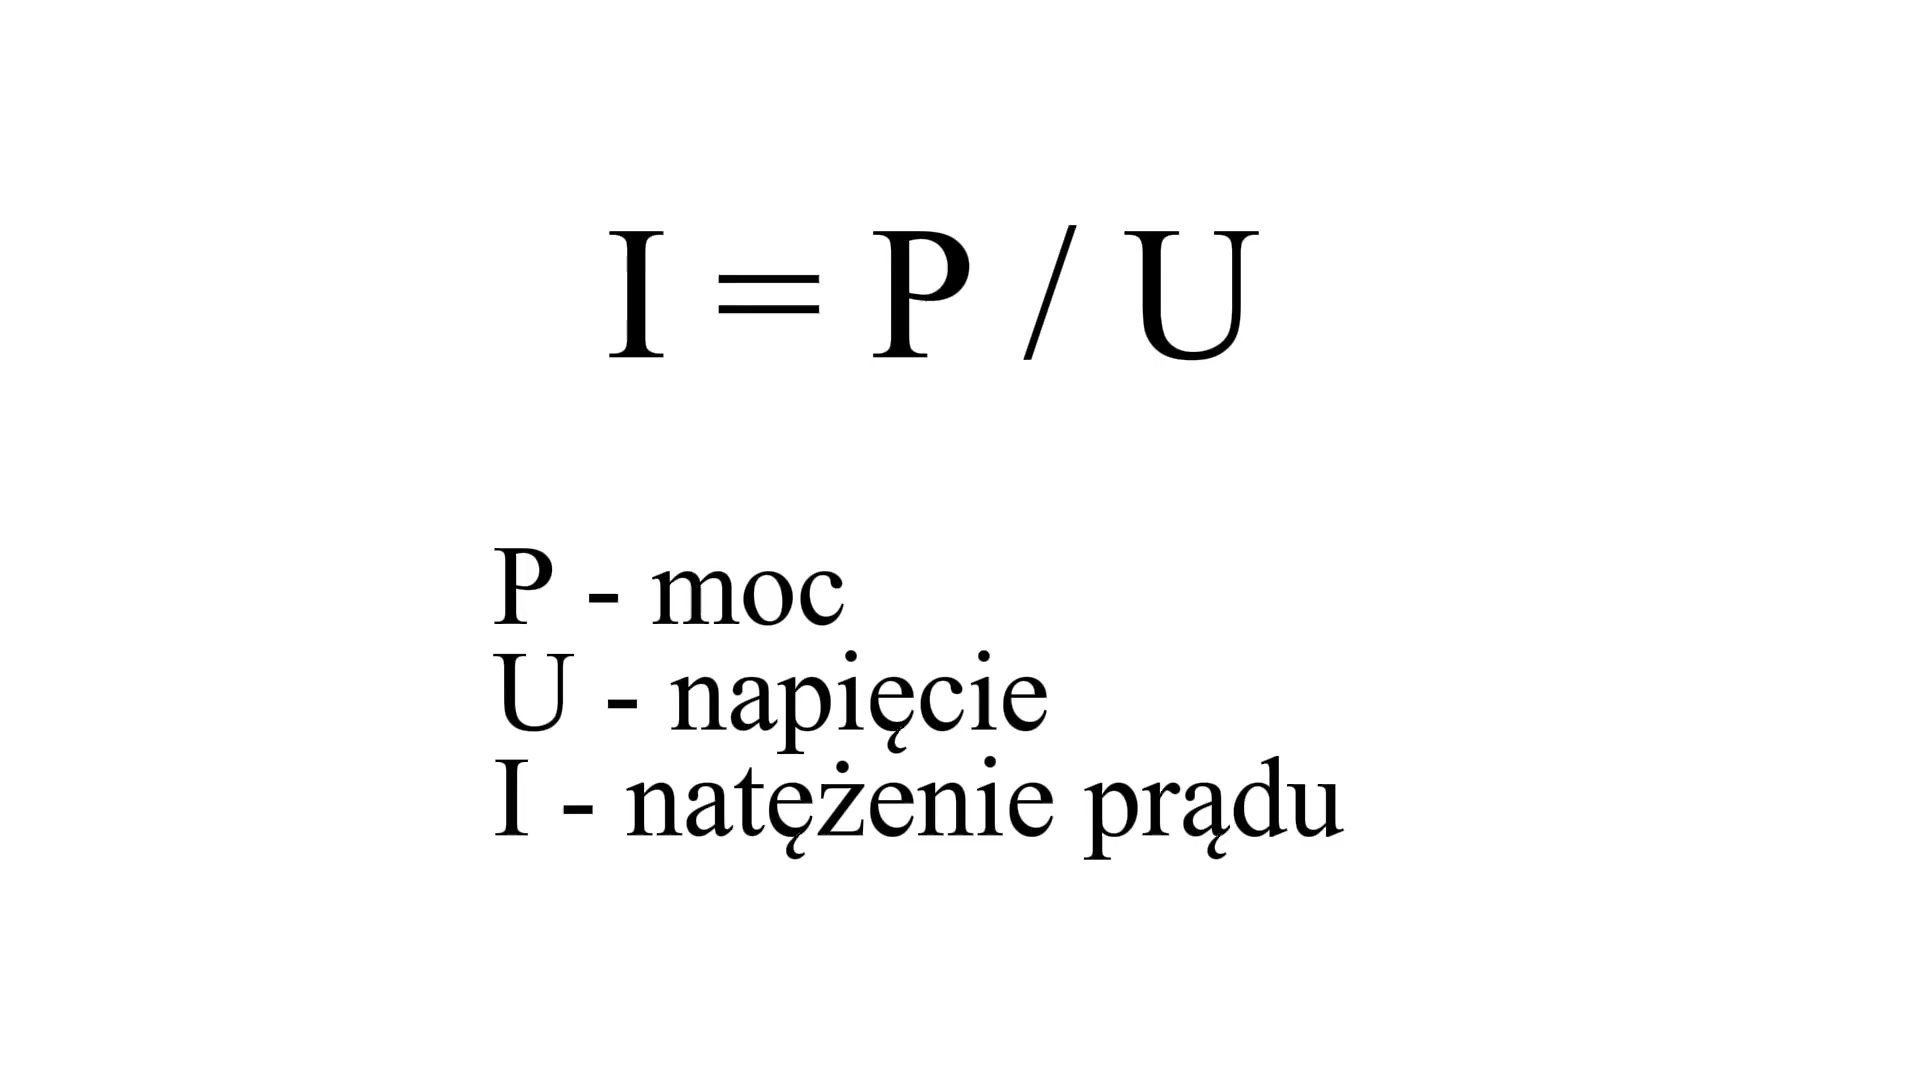 I = P / U
P - moc
U - napięcie
I - natężenie prądu